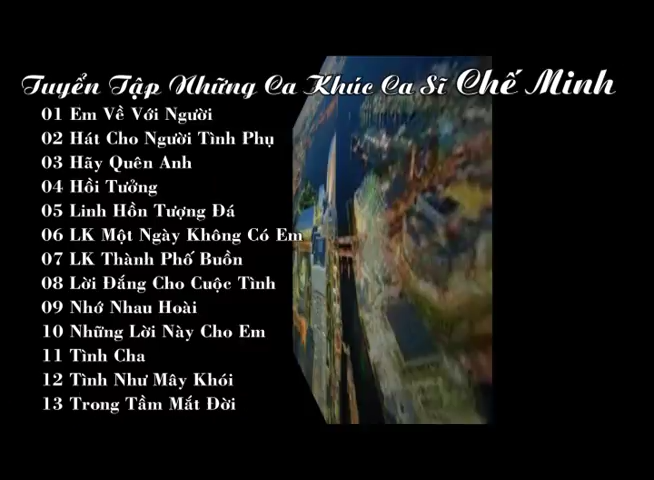 Tuyển Tập Những Ca Khúc Ca Sĩ Chế Minh
01 Em Về Với Người
02 Hát Cho Người Tình Phụ
03 Hãy Quên Anh
04 Hồi Tưởng
05 Linh Hồn Tượng Đá
06 LK Một Ngày Không Có Em
07 LK Thành Phố Buồn
08 Lời Đắng Cho Cuộc Tình
09 Nhớ Nhau Hoài
10 Những Lời Này Cho Em
11 Tình Cha
12 Tình Như Mây Khói
13 Trong Tầm Mắt Đời